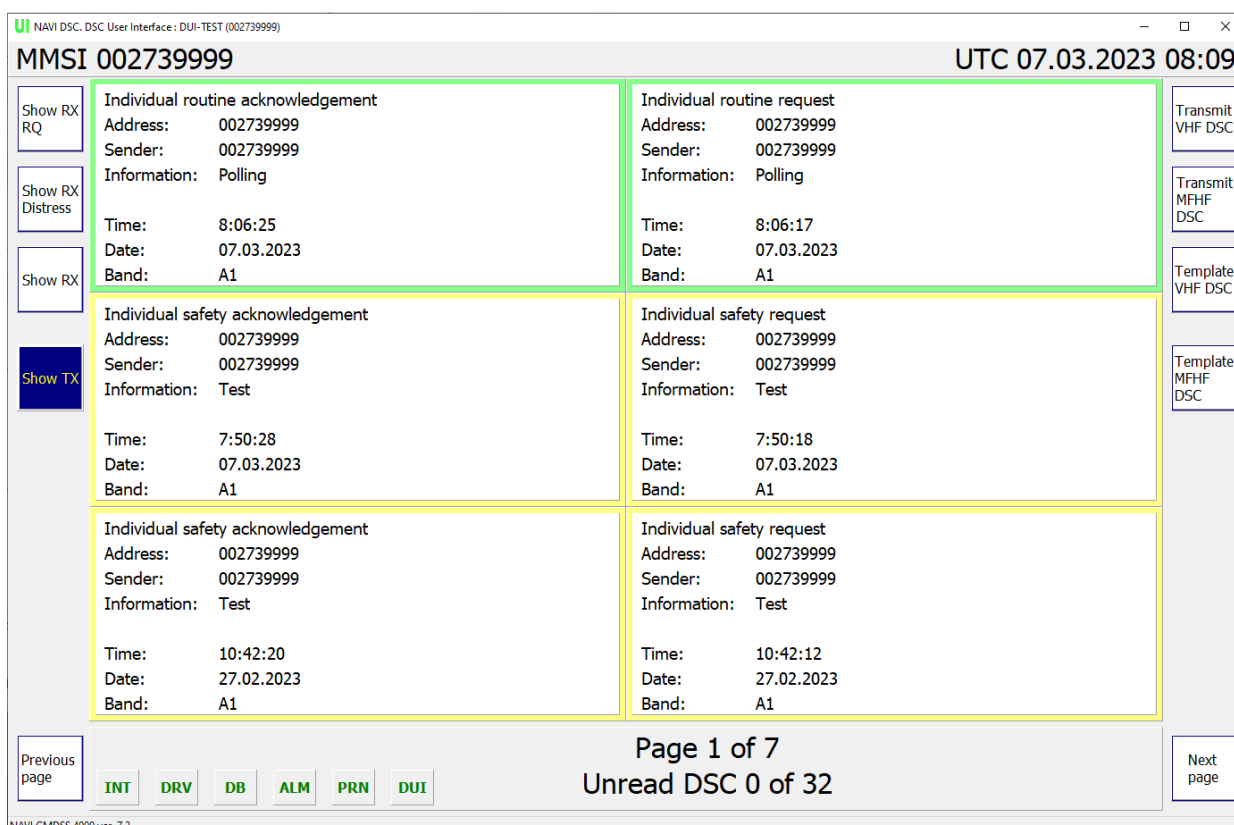 UI NAVI DSC. DSC User Interface : DUI-TEST (002739999)
MMSI 002739999
UTC 07.03.2023 08:09
Show RX
RQ
Show RX
Distress
Show RX
Show TX
Individual routine acknowledgement
Address: 002739999
Sender: 002739999
Information: Polling
Time: 8:06:25
Date: 07.03.2023
Band: A1
Individual routine request
Address: 002739999
Sender: 002739999
Information: Polling
Time: 8:06:17
Date: 07.03.2023
Band: A1
Individual safety acknowledgement
Address: 002739999
Sender: 002739999
Information: Test
Time: 7:50:28
Date: 07.03.2023
Band: A1
Individual safety request
Address: 002739999
Sender: 002739999
Information: Test
Time: 7:50:18
Date: 07.03.2023
Band: A1
Individual safety acknowledgement
Address: 002739999
Sender: 002739999
Information: Test
Time: 10:42:20
Date: 27.02.2023
Band: A1
Individual safety request
Address: 002739999
Sender: 002739999
Information: Test
Time: 10:42:12
Date: 27.02.2023
Band: A1
Transmit
VHF DSC
Transmit
MFHF
DSC
Template
VHF DSC
Template
MFHF
DSC
Previous
page
INT DRV DB ALM PRN DUI
Page 1 of 7
Unread DSC 0 of 32
Next
page
NAVI GMDSS 4000